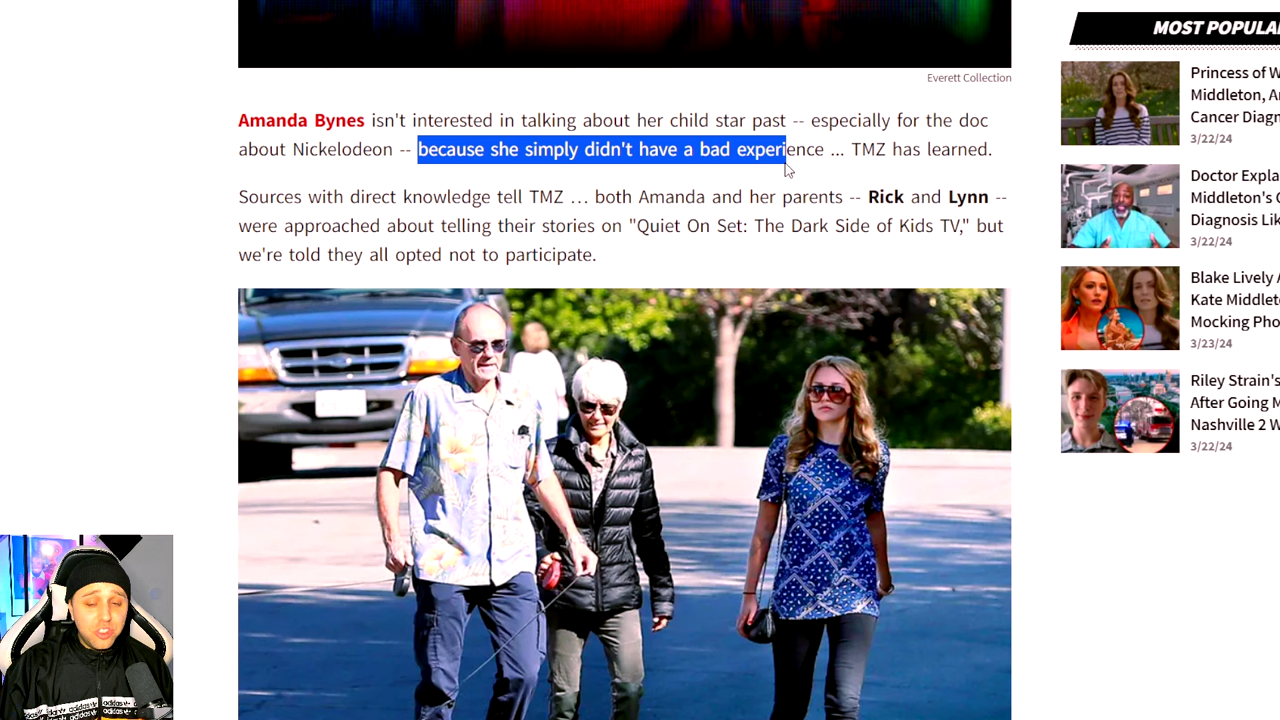 MOST POPULA
Everett Collection
Amanda Bynes isn't interested in talking about her child star past -- especially for the doc
about Nickelodeon -- because she simply didn't have a bad experience ... TMZ has learned.
Sources with direct knowledge tell TMZ … both Amanda and her parents -- Rick and Lynn --
were approached about telling their stories on "Quiet On Set: The Dark Side of Kids TV," but
we're told they all opted not to participate.
Princess of W
Middleton, A
Cancer Diagn
3/22/24
Doctor Expla
Middleton's
Diagnosis Lik
3/22/24
Blake Lively
Kate Middlet
Mocking Pho
3/23/24
Riley Strain's
After Going M
Nashville 2 W
3/22/24
adidas
adidas